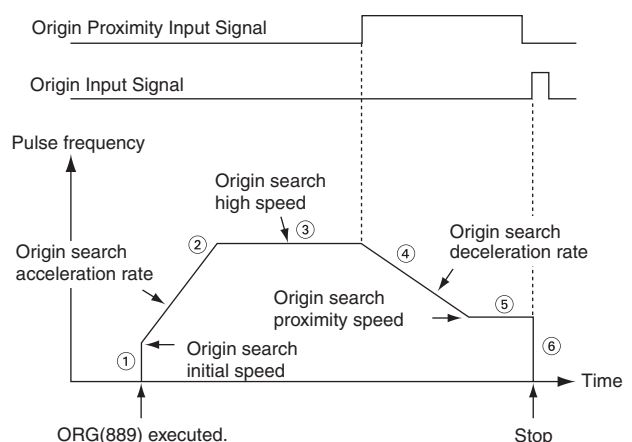 Origin Proximity Input Signal
Origin Input Signal
Pulse frequency
Origin search
high speed
②
③
④
Origin search
acceleration rate
Origin search
deceleration rate
Origin search
proximity speed
⑤
①
Origin search
initial speed
⑥
Time
ORG(889) executed.
Stop